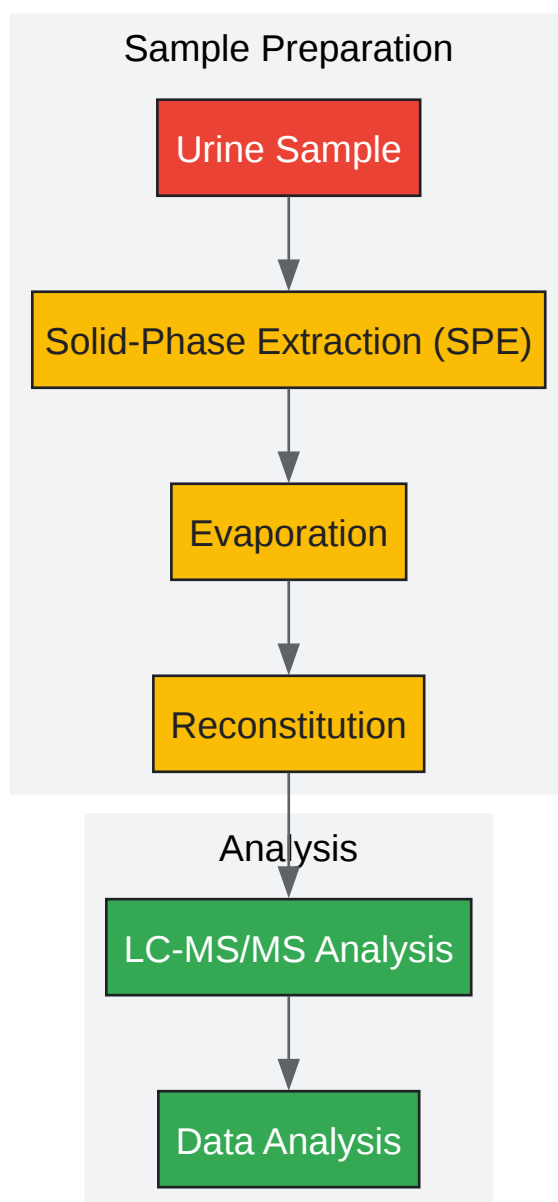 Sample Preparation
Urine Sample
Solid-Phase Extraction (SPE)
Evaporation
Reconstitution
Analysis
LC-MS/MS Analysis
Data Analysis